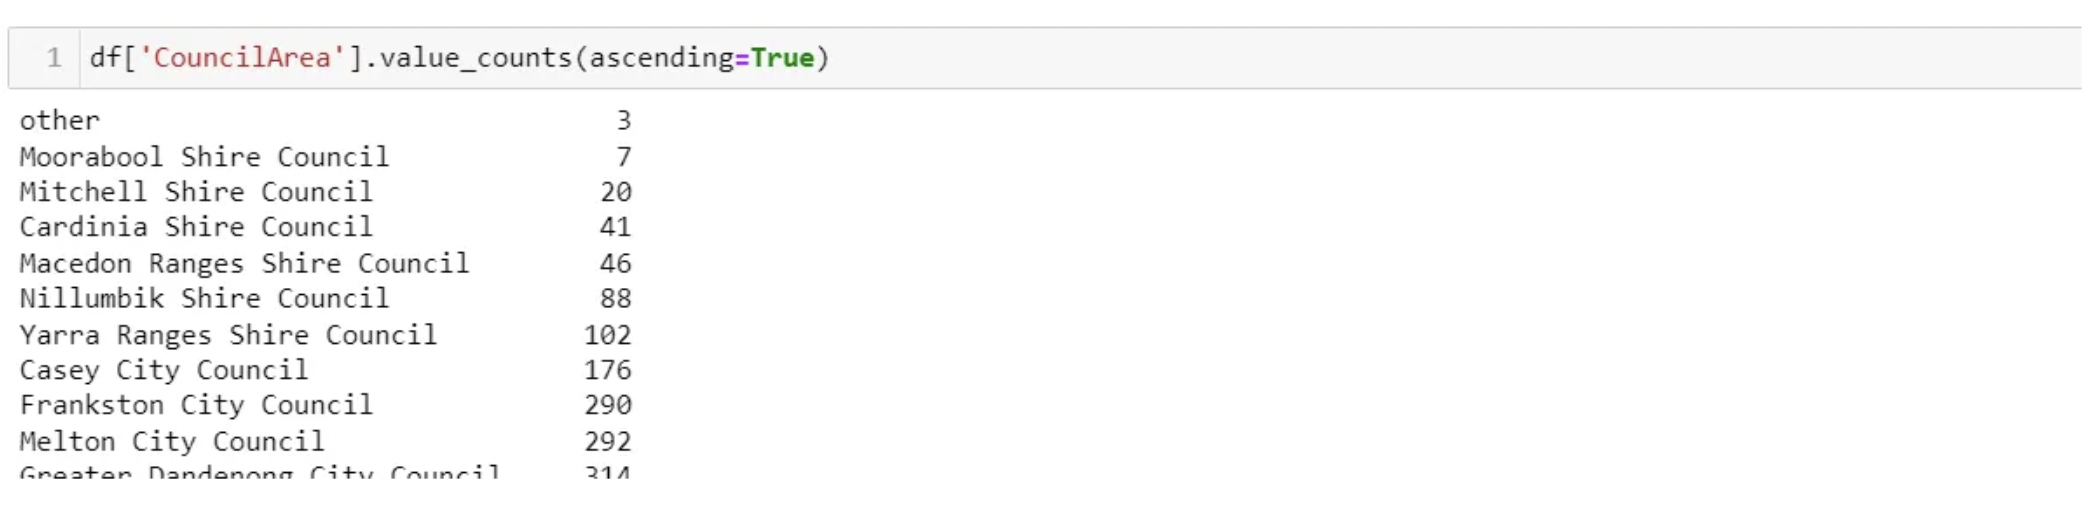 1 df['CouncilArea'].value_counts(ascending=True)
other 3
Moorabool Shire Council 7
Mitchell Shire Council 20
Cardinia Shire Council 41
Macedon Ranges Shire Council 46
Nillumbik Shire Council 88
Yarra Ranges Shire Council 102
Casey City Council 176
Frankston City Council 290
Melton City Council 292
Greater Dandenong City Council 314